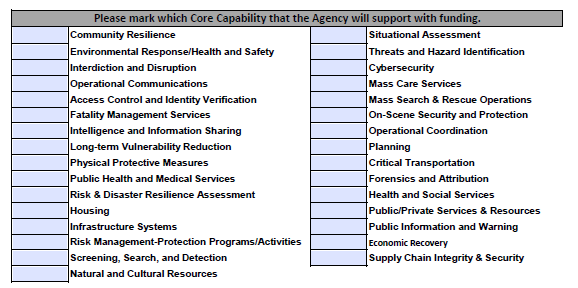 Please mark which Core Capability that the Agency will support with funding.
Community Resilience
Environmental Response/Health and Safety
Interdiction and Disruption
Operational Communications
Access Control and Identity Verification
Fatality Management Services
Intelligence and Information Sharing
Long-term Vulnerability Reduction
Physical Protective Measures
Public Health and Medical Services
Risk & Disaster Resilience Assessment
Housing
Infrastructure Systems
Risk Management-Protection Programs/Activities
Screening, Search, and Detection
Natural and Cultural Resources
Situational Assessment
Threats and Hazard Identification
Cybersecurity
Mass Care Services
Mass Search & Rescue Operations
On-Scene Security and Protection
Operational Coordination
Planning
Critical Transportation
Forensics and Attribution
Health and Social Services
Public/Private Services & Resources
Public Information and Warning
Economic Recovery
Supply Chain Integrity & Security